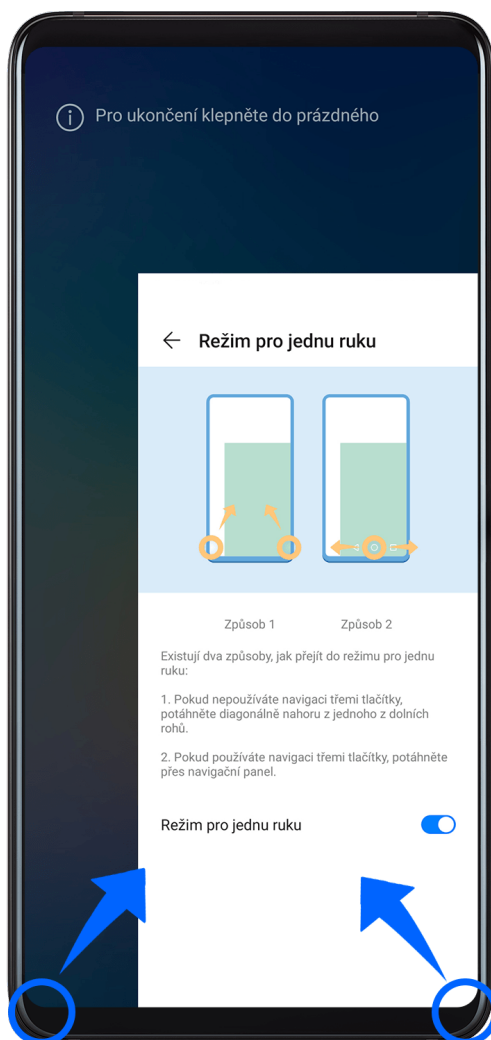 Pro ukončení klepněte do prázdného
Režim pro jednu ruku
Způsob 1
Způsob 2
Existují dva způsoby, jak přejít do režimu pro jednu
ruku:
1. Pokud nepoužíváte navigaci třemi tlačítky,
potáhněte diagonálně nahoru z jednoho z dolních
rohů.
2. Pokud používáte navigaci třemi tlačítky, potáhněte
přes navigační panel.
Režim pro jednu ruku